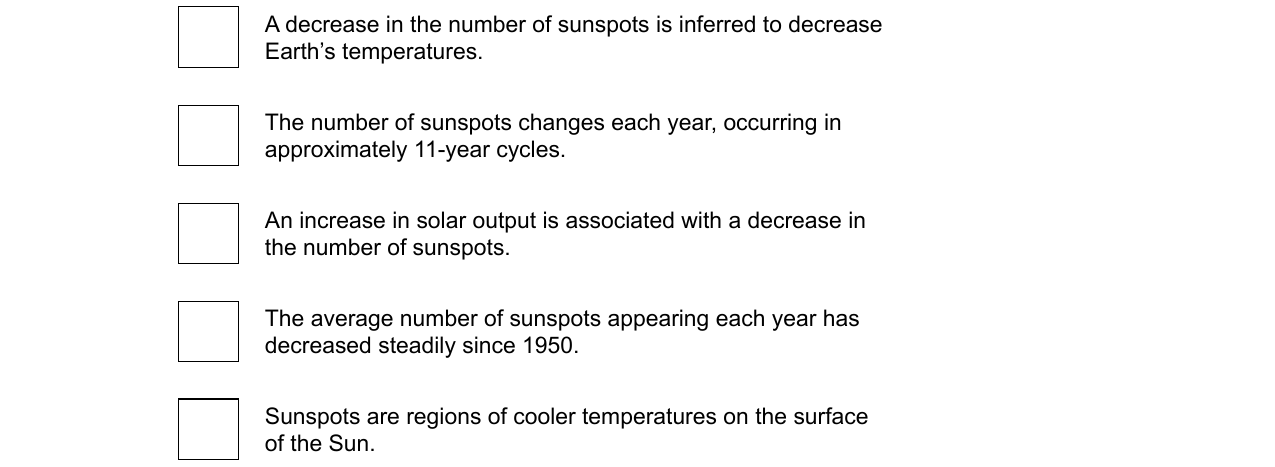 A decrease in the number of sunspots is inferred to decrease
Earth’s temperatures.
The number of sunspots changes each year, occurring in
approximately 11-year cycles.
An increase in solar output is associated with a decrease in
the number of sunspots.
The average number of sunspots appearing each year has
decreased steadily since 1950.
Sunspots are regions of cooler temperatures on the surface
of the Sun.